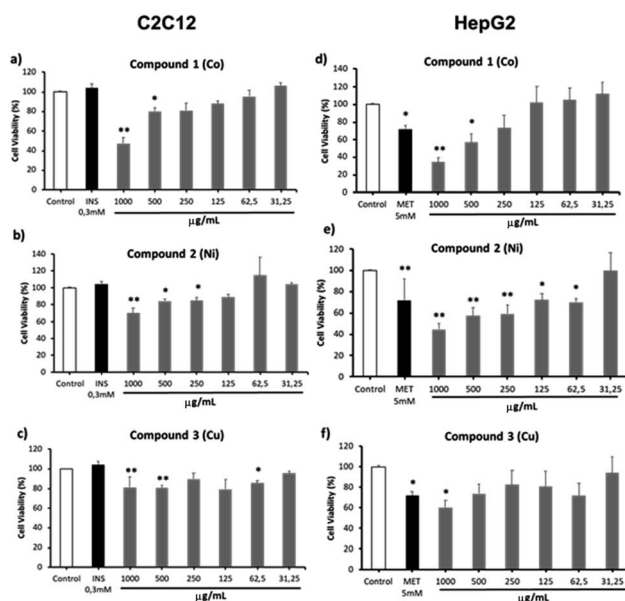 C2C12
HepG2
a)
Compound 1 (Co)
Cell Viability (%)
120
100
80
60
40
20
0
**
*
Control
INS
0,3mM
1000
500
250
125
62,5
31,25
μg/mL
d)
Compound 1 (Co)
Cell Viability (%)
140
120
100
80
60
40
20
0
*
**
*
Control
MET
5mM
1000
500
250
125
62,5
31,25
μg/mL
b)
Compound 2 (Ni)
Cell Viability (%)
140
120
100
80
60
40
20
0
**
*
*
Control
INS
0,3mM
1000
500
250
125
62,5
31,25
μg/mL
e)
Compound 2 (Ni)
Cell Viability (%)
120
100
80
60
40
20
0
**
**
**
**
*
*
Control
MET
5mM
1000
500
250
125
62,5
31,25
μg/mL
c)
Compound 3 (Cu)
Cell Viability (%)
120
100
80
60
40
20
0
**
**
*
Control
INS
0,3mM
1000
500
250
125
62,5
31,25
μg/mL
f)
Compound 3 (Cu)
Cell Viability (%)
120
100
80
60
40
20
0
*
*
Control
MET
5mM
1000
500
250
125
62,5
31,25
μg/mL